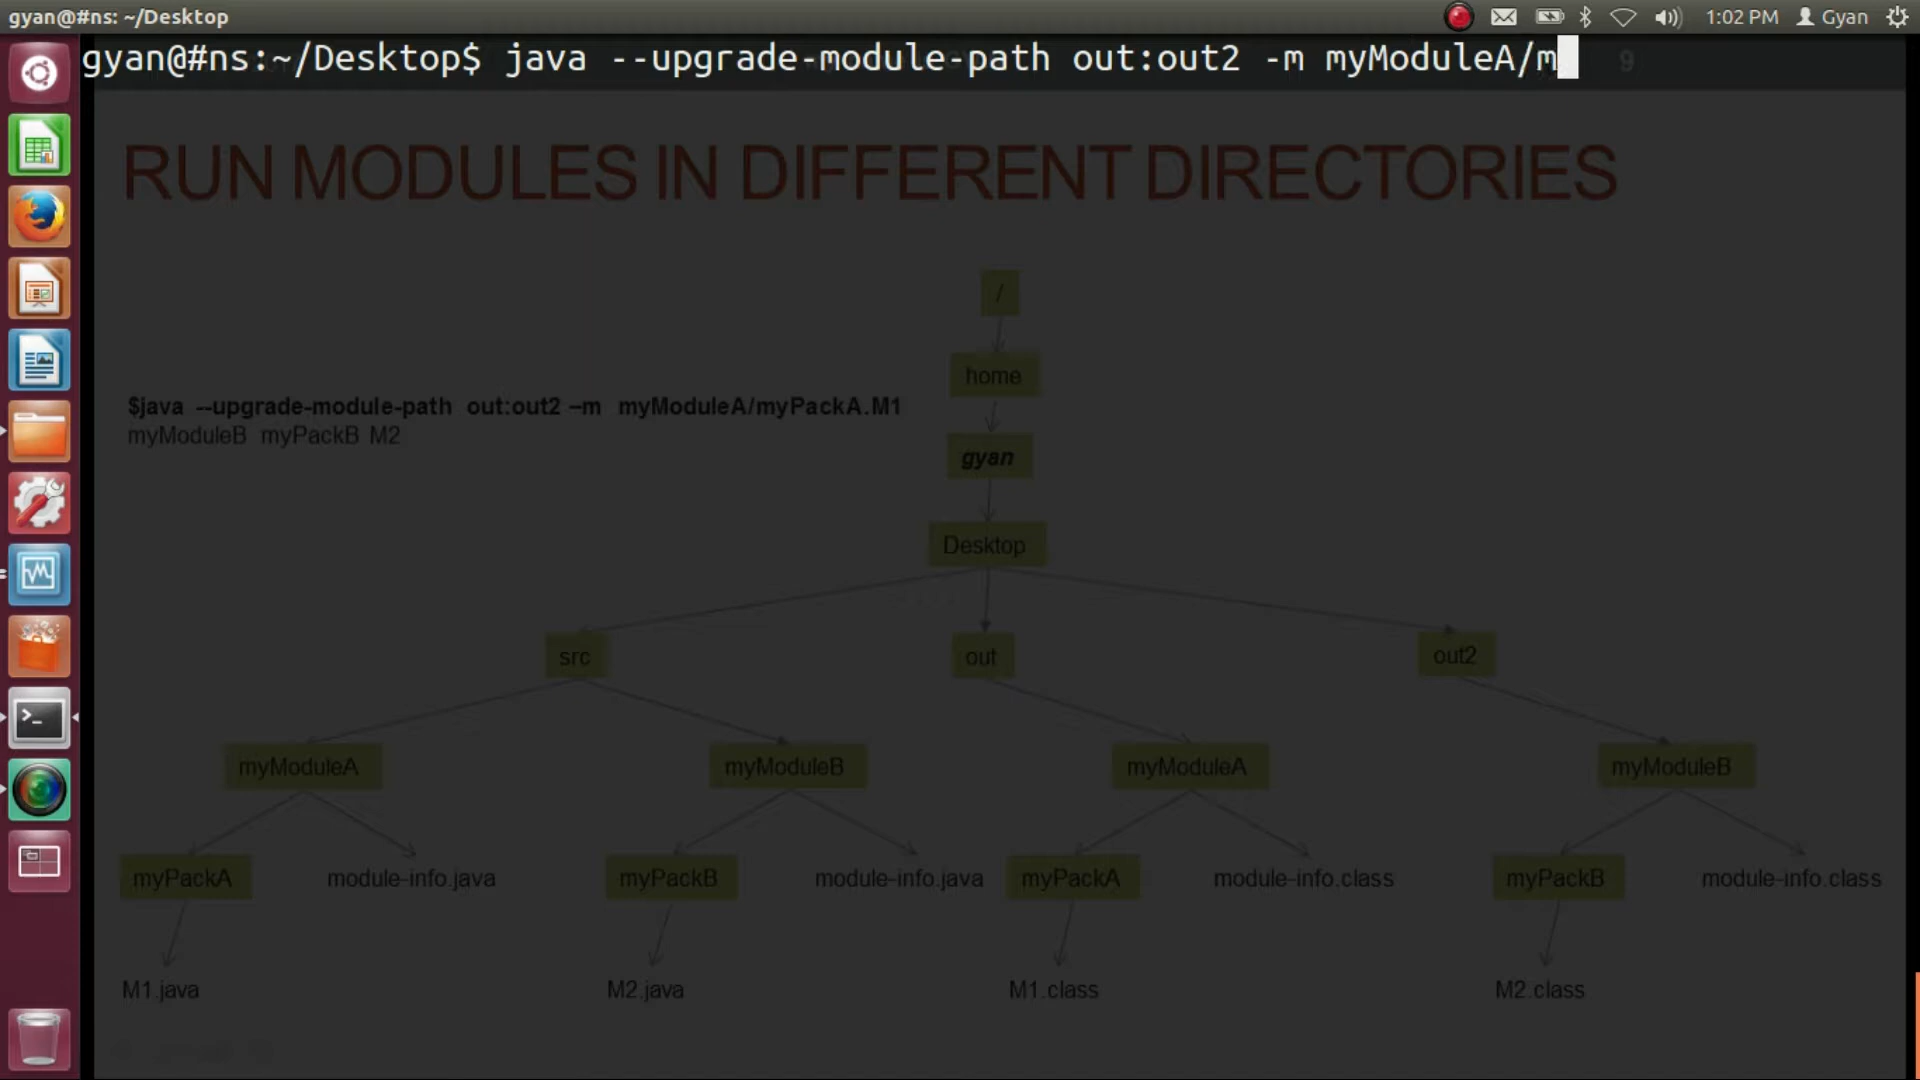 gyan@#ns: ~/Desktop
1:02 PM Gyan
gyan@#ns:~/Desktop$ java --upgrade-module-path out:out2 -m myModuleA/m
9
RUN MODULES IN DIFFERENT DIRECTORIES
/
home
$java --upgrade-module-path out:out2 –m myModuleA/myPackA.M1
myModuleB myPackB M2
gyan
Desktop
src out out2
myModuleA myModuleB myModuleA myModuleB
myPackA module-info.java myPackB module-info.java myPackA module-info.class myPackB module-info.class
M1.java M2.java M1.class M2.class